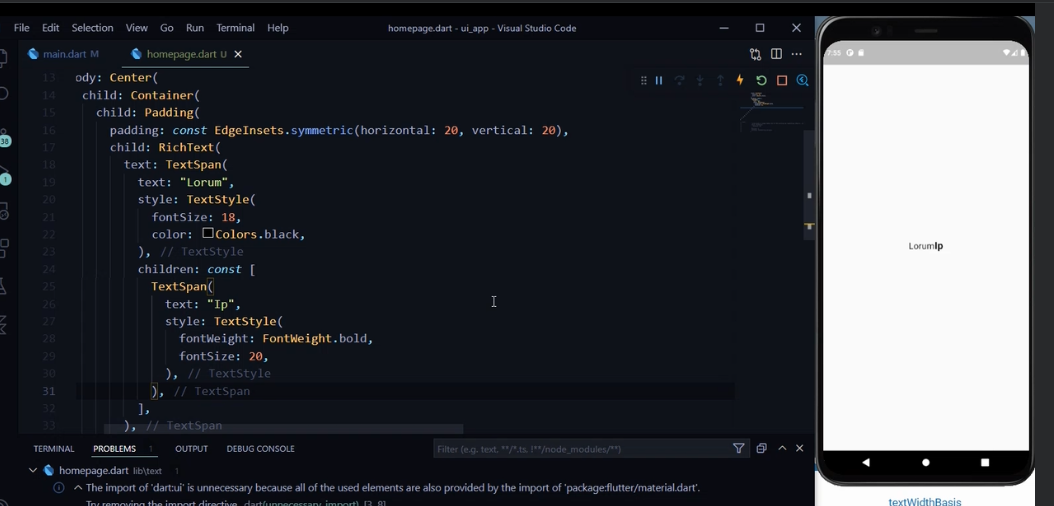 File Edit Selection View Go Run Terminal Help homepage.dart - ui_app - Visual Studio Code
main.dart M homepage.dart U
13 ody: Center(
14 child: Container(
15 child: Padding(
16 padding: const EdgeInsets.symmetric(horizontal: 20, vertical: 20),
17 child: RichText(
18 text: TextSpan(
19 text: "Lorum",
20 style: TextStyle(
21 fontSize: 18,
22 color: Colors.black,
23 ), // TextStyle
24 children: const [
25 TextSpan(
26 text: "Ip",
27 style: TextStyle(
28 fontWeight: FontWeight.bold,
29 fontSize: 20,
30 ), // TextStyle
31 ), // TextSpan
32 ],
33 ), // TextSpan
38
1
TERMINAL PROBLEMS 1 OUTPUT DEBUG CONSOLE Filter (e.g. text, **/*.ts, !**/node_modules/**)
homepage.dart lib\text 1
The import of 'dart:ui' is unnecessary because all of the used elements are also provided by the import of 'package:flutter/material.dart'.
Try removing the import directive. dart(unnecessary_import) [3, 8]
7:55
LorumIp
textWidthBasis